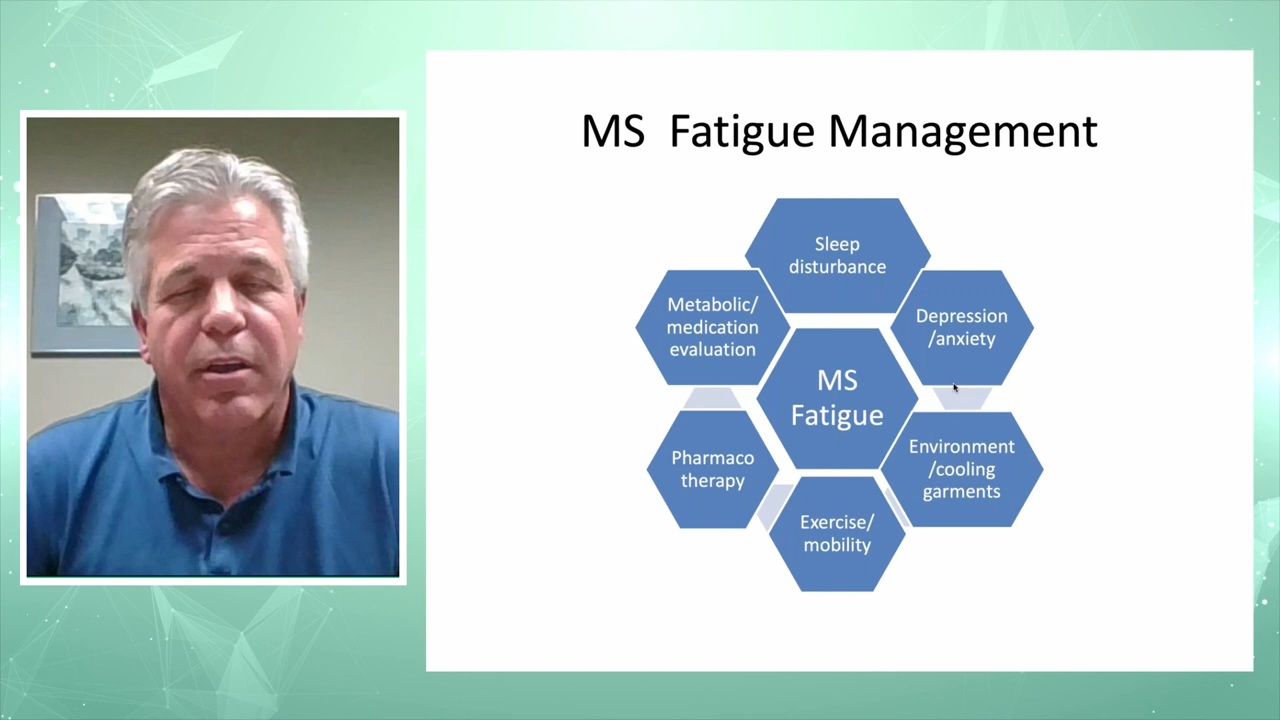 MS  Fatigue Management
Sleep
disturbance
Depression
/anxiety
Environment
/cooling
garments
Exercise/
mobility
Pharmaco
therapy
Metabolic/
medication
evaluation
MS
Fatigue